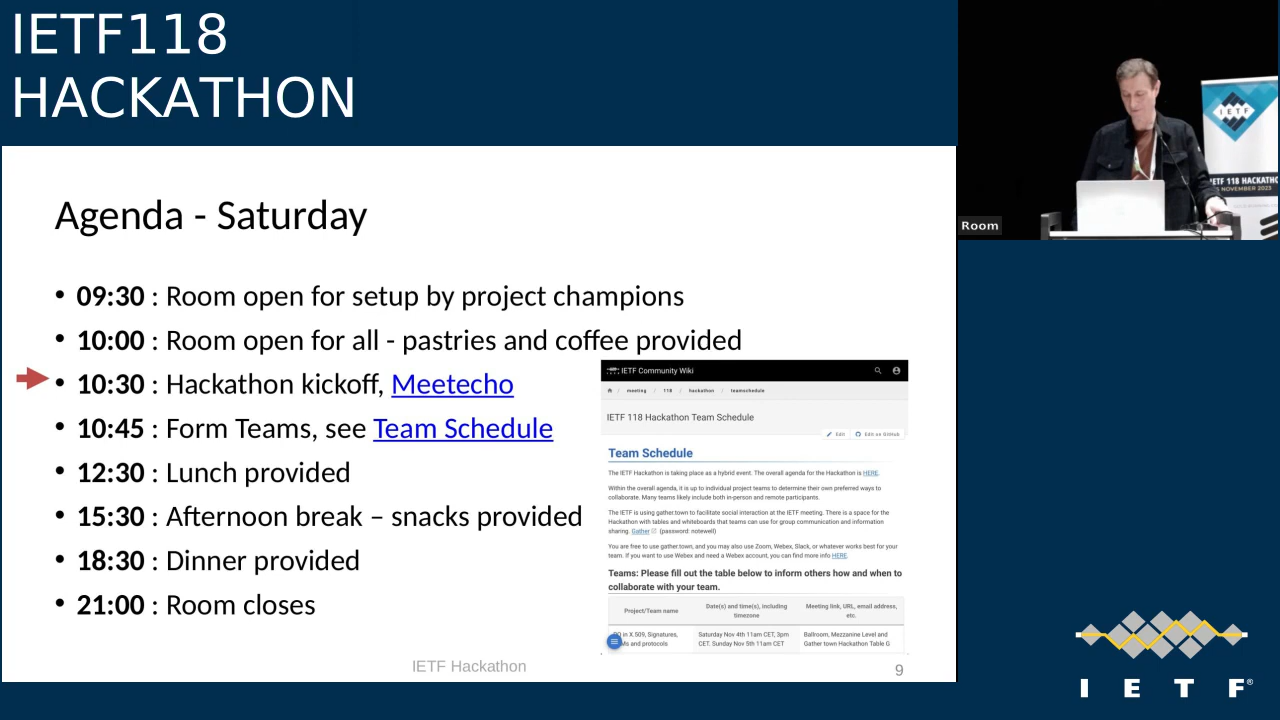 IETF118
HACKATHON
Agenda - Saturday
• 09:30 : Room open for setup by project champions
• 10:00 : Room open for all - pastries and coffee provided
• 10:30 : Hackathon kickoff, Meetecho
• 10:45 : Form Teams, see Team Schedule
• 12:30 : Lunch provided
• 15:30 : Afternoon break – snacks provided
• 18:30 : Dinner provided
• 21:00 : Room closes
IETF Community Wiki
meeting / 118 / hackathon / teamschedule
IETF 118 Hackathon Team Schedule
Edit
Edit on GitHub
Team Schedule
The IETF Hackathon is taking place as a hybrid event. The overall agenda for the Hackathon is HERE.
Within the overall agenda, it is up to individual project teams to determine their own preferred ways to
collaborate. Many teams likely include both in-person and remote participants.
The IETF is using gather.town to facilitate social interaction at the IETF meeting. There is a space for the
Hackathon with tables and whiteboards that teams can use for group communication and information
sharing. Gather (password: notewell)
You are free to use gather.town, and you may also use Zoom, Webex, Slack, or whatever works best for your
team. If you want to use Webex and need a Webex account, you can find more info HERE.
Teams: Please fill out the table below to inform others how and when to
collaborate with your team.
Project/Team name
Date(s) and time(s), including
timezone
Meeting link, URL, email address,
etc.
in X.509, Signatures,
and protocols
Saturday Nov 4th 11am CET, 3pm
CET. Sunday Nov 5th 11am CET
Ballroom, Mezzanine Level and
Gather town Hackathon Table G
IETF Hackathon
9
Room
IETF
IETF 118 HACKATHO
NOVEMBER 2023
I E T F®